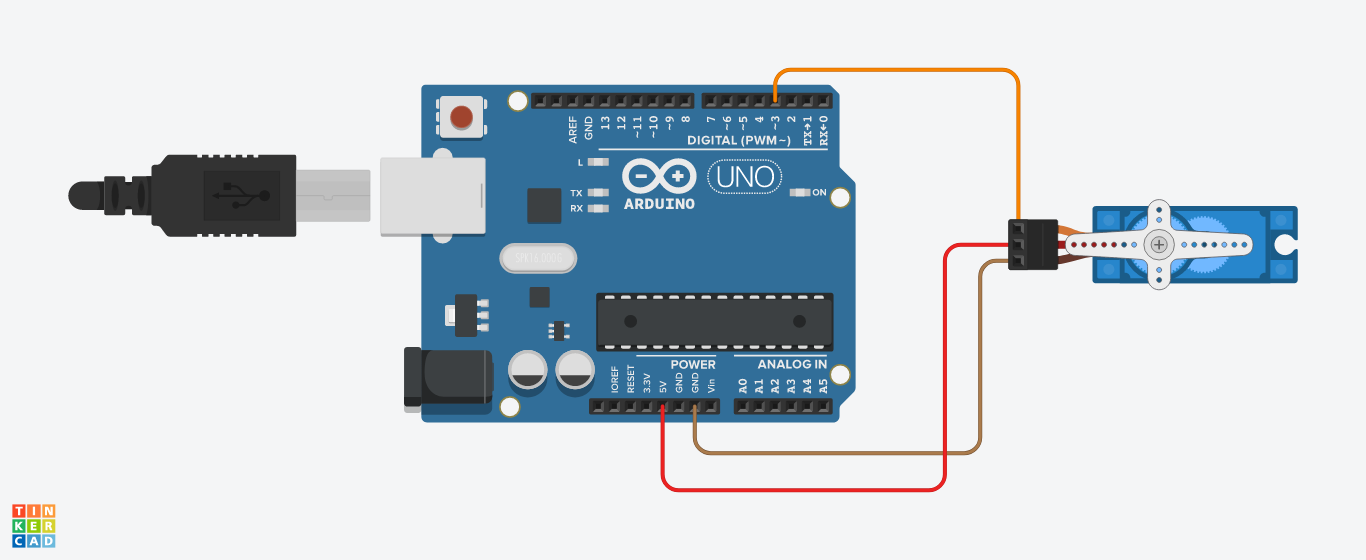 AREF
GND
13
12
~11
~10
~9
8
7
~6
~5
4
~3
2
TX→1
RX←0
DIGITAL (PWM~)
L
TX
RX
ARDUINO
UNO
ON
POWER
ANALOG IN
IOREF
RESET
3.3V
5V
GND
GND
Vin
A0
A1
A2
A3
A4
A5
TIN
KER
CAD